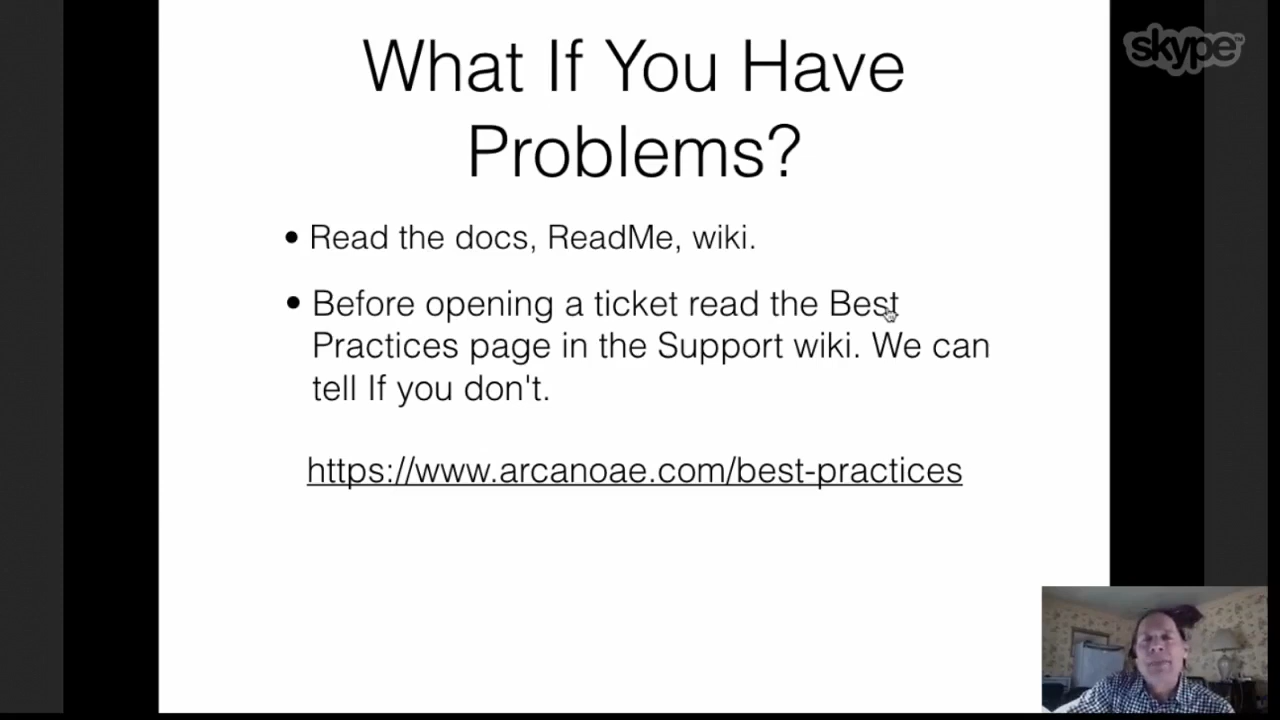 skype™
What If You Have
Problems?
• Read the docs, ReadMe, wiki.
• Before opening a ticket read the Best
Practices page in the Support wiki. We can
tell If you don't.
https://www.arcanoae.com/best-practices